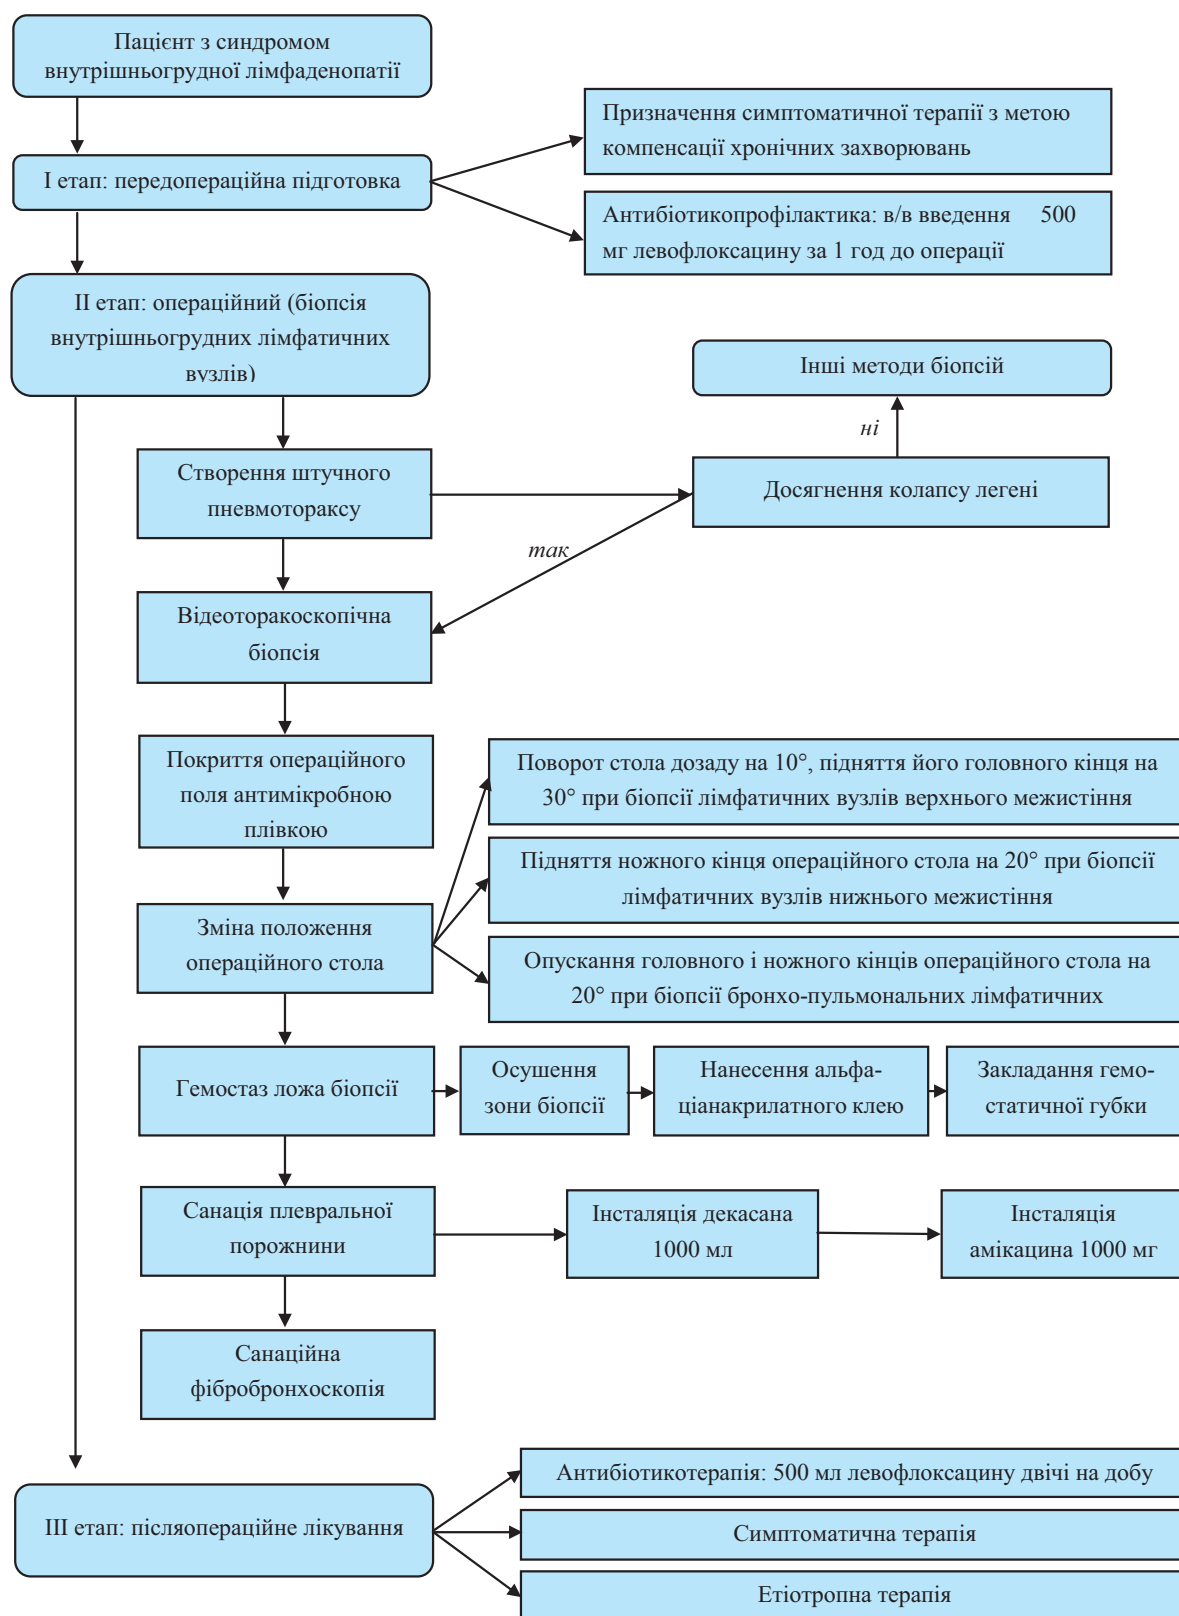 Пацієнт з синдромом
внутрішньогрудної лімфаденопатії
Призначення симптоматичної терапії з метою
компенсації хронічних захворювань
І етап: передопераційна підготовка
Антибіотикопрофілактика: в/в введення 500
мг левофлоксацину за 1 год до операції
ІІ етап: операційний (біопсія
внутрішньогрудних лімфатичних
вузлів)
Інші методи біопсій
ні
Створення штучного
пневмотораксу
Досягнення колапсу легені
так
Відеоторакоскопічна
біопсія
Покриття операційного
поля антимікробною
плівкою
Поворот стола дозаду на 10°, підняття його головного кінця на
30° при біопсії лімфатичних вузлів верхнього межистіння
Підняття ножного кінця операційного стола на 20° при біопсії
лімфатичних вузлів нижнього межистіння
Зміна положення
операційного стола
Опускання головного і ножного кінців операційного стола на
20° при біопсії бронхо-пульмональних лімфатичних
Гемостаз ложа біопсії
Осушення
зони біопсії
Нанесення альфа-
ціанакрилатного клею
Закладання гемо-
статичної губки
Санація плевральної
порожнини
Інсталяція декасана
1000 мл
Інсталяція
амікацина 1000 мг
Санаційна
фібробронхоскопія
Антибіотикотерапія: 500 мл левофлоксацину двічі на добу
ІІІ етап: післяопераційне лікування
Симптоматична терапія
Етіотропна терапія